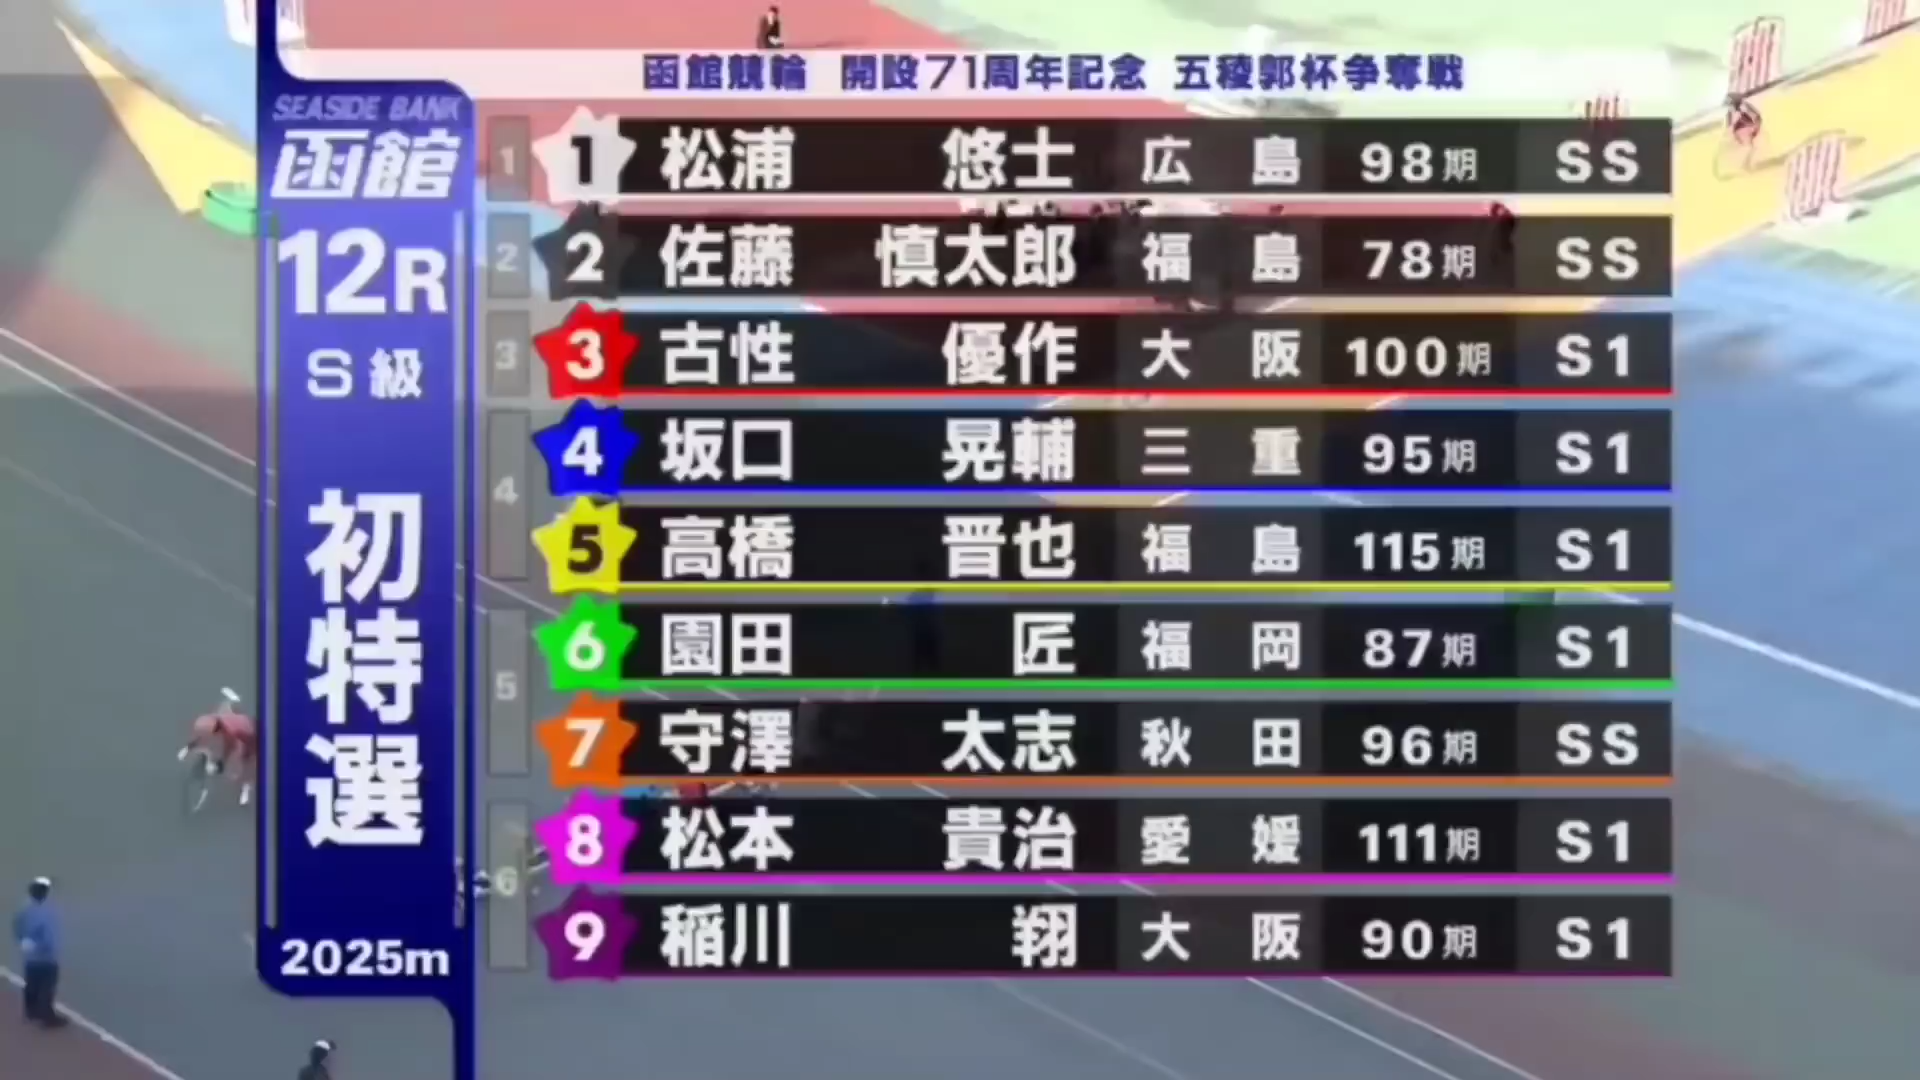 函館競輪 開設71周年記念 五稜郭杯争奪戦
SEASIDE BANK
函館
12R
S級
初特選
2025m
1 1 松浦 悠士 広島 98期 SS
2 2 佐藤 慎太郎 福島 78期 SS
3 3 古性 優作 大阪 100期 S1
4 4 坂口 晃輔 三重 95期 S1
5 高橋 晋也 福島 115期 S1
5 6 園田 匠 福岡 87期 S1
7 守澤 太志 秋田 96期 SS
6 8 松本 貴治 愛媛 111期 S1
9 稲川 翔 大阪 90期 S1